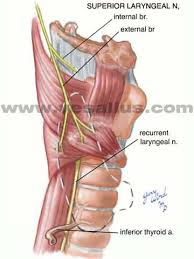 SUPERIOR LARYNGEAL N,
internal br.
external br
www.vesalius.com
recurrent
laryngeal n.
inferior thyroid a.